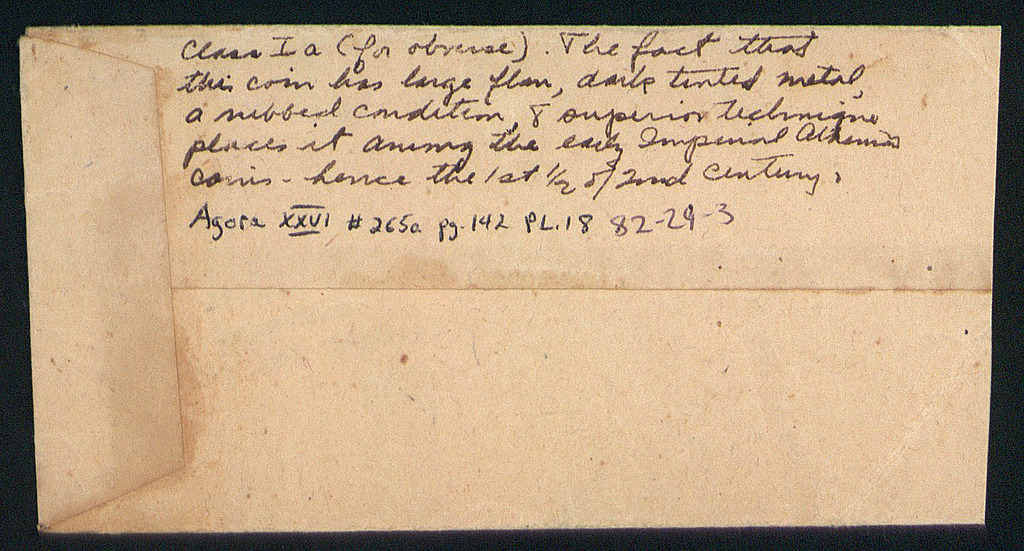 Class I a (for obverse). The fact that
this coin has large flan, dark tinted metal,
a rubbed condition, & superior technique
places it among the early Imperial Athenian
coins - hence the 1st 1/2 of 2nd Century.
Agora XXVI # 265a pg. 142 PL. 18 82-29-3